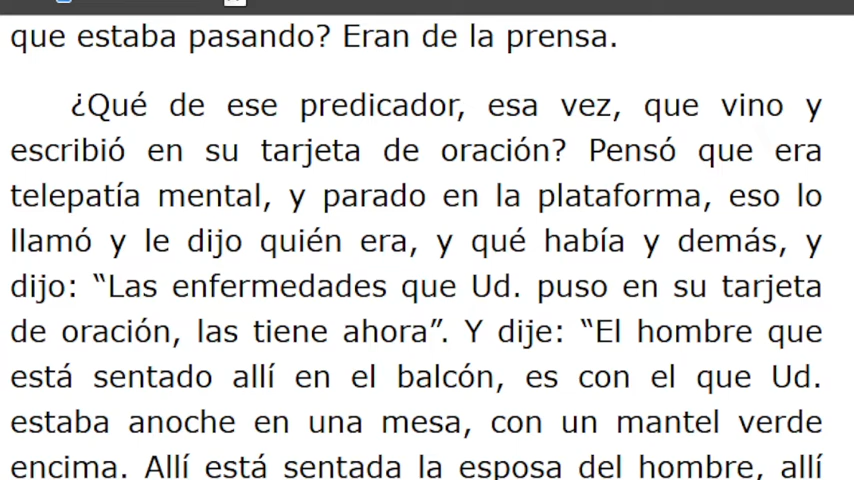 que estaba pasando? Eran de la prensa.
¿Qué de ese predicador, esa vez, que vino y
escribió en su tarjeta de oración? Pensó que era
telepatía mental, y parado en la plataforma, eso lo
llamó y le dijo quién era, y qué había y demás, y
dijo: “Las enfermedades que Ud. puso en su tarjeta
de oración, las tiene ahora”. Y dije: “El hombre que
está sentado allí en el balcón, es con el que Ud.
estaba anoche en una mesa, con un mantel verde
encima. Allí está sentada la esposa del hombre, allí